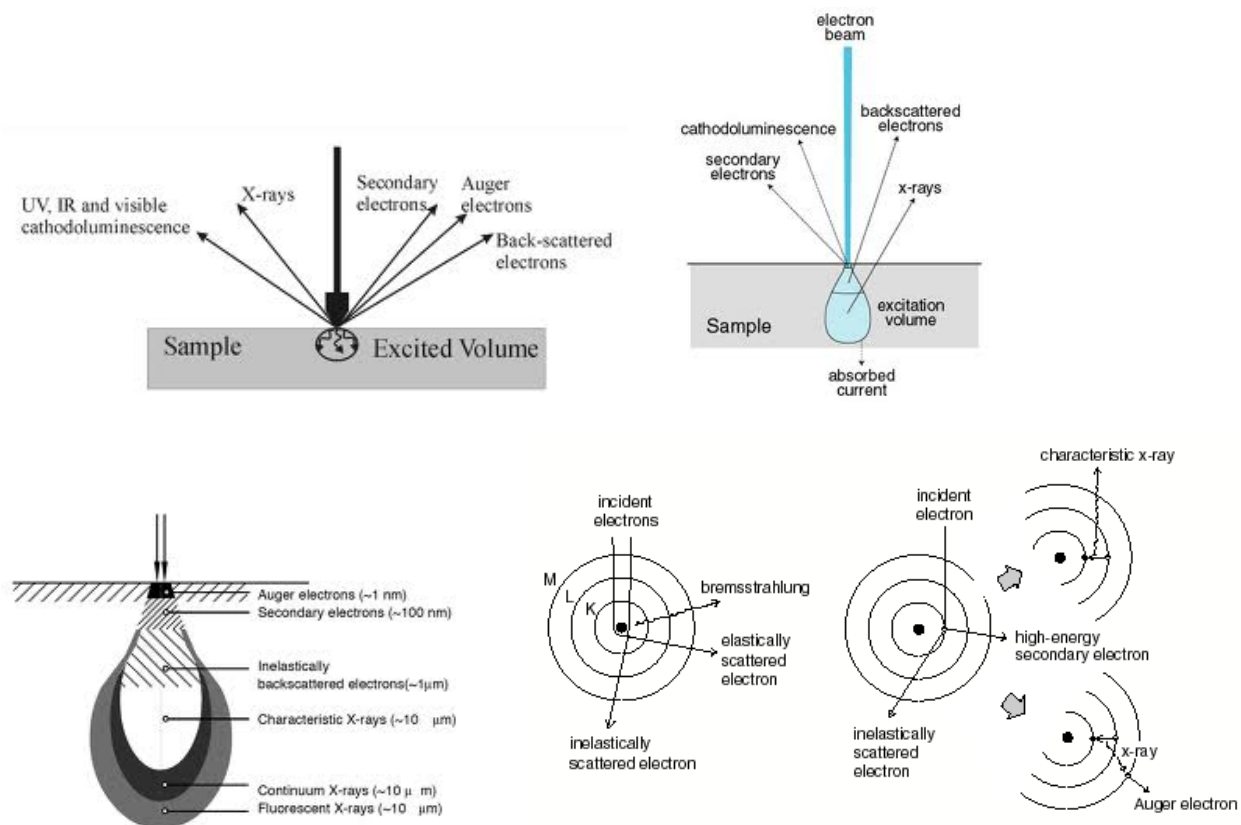 UV, IR and visible
cathodoluminescence
X-rays
Secondary
electrons
Auger
electrons
Back-scattered
electrons
Sample
Excited Volume
electron
beam
cathodoluminescence
secondary
electrons
backscattered
electrons
x-rays
Sample
excitation
volume
absorbed
current
Auger electrons (~1 nm)
Secondary electrons (~100 nm)
Inelastically
backscattered electrons(~1μm)
Characteristic X-rays (~10 μm)
Continuum X-rays (~10 μ m)
Fluorescent X-rays (~10 μm)
incident
electrons
M
L
K
bremsstrahlung
elastically
scattered
electron
inelastically
scattered electron
incident
electron
high-energy
secondary electron
inelastically
scattered
electron
characteristic x-ray
x-ray
Auger electron